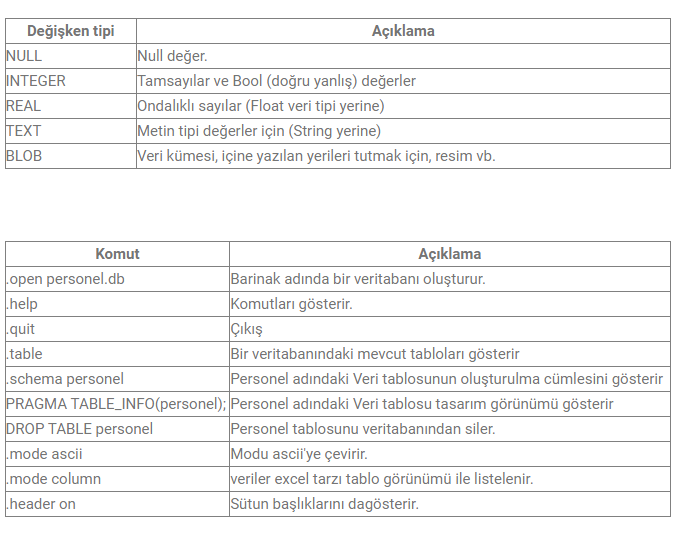 Değişken tipi Açıklama
NULL Null değer.
INTEGER Tamsayılar ve Bool (doğru yanlış) değerler
REAL Ondalıklı sayılar (Float veri tipi yerine)
TEXT Metin tipi değerler için (String yerine)
BLOB Veri kümesi, içine yazılan yerileri tutmak için, resim vb.
Komut Açıklama
.open personel.db Barinak adında bir veritabanı oluşturur.
.help Komutları gösterir.
.quit Çıkış
.table Bir veritabanındaki mevcut tabloları gösterir
.schema personel Personel adındaki Veri tablosunun oluşturulma cümlesini gösterir
PRAGMA TABLE_INFO(personel); Personel adındaki Veri tablosu tasarım görünümü gösterir
DROP TABLE personel Personel tablosunu veritabanından siler.
.mode ascii Modu ascii'ye çevirir.
.mode column veriler excel tarzı tablo görünümü ile listelenir.
.header on Sütun başlıklarını dagösterir.